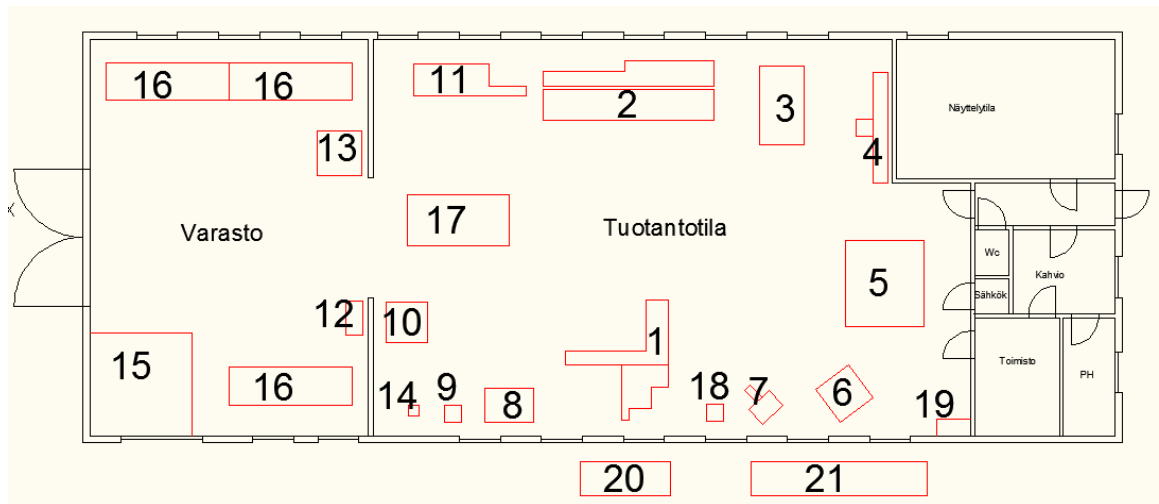 16 16
11
2
3
Näyttelytila
13
4
17
Varasto
Tuotantotila
Wc
Kahvio
5
Sähkök
12
10
1
15
Toimisto
PH
16
14
9
8
18
7
6
19
20
21